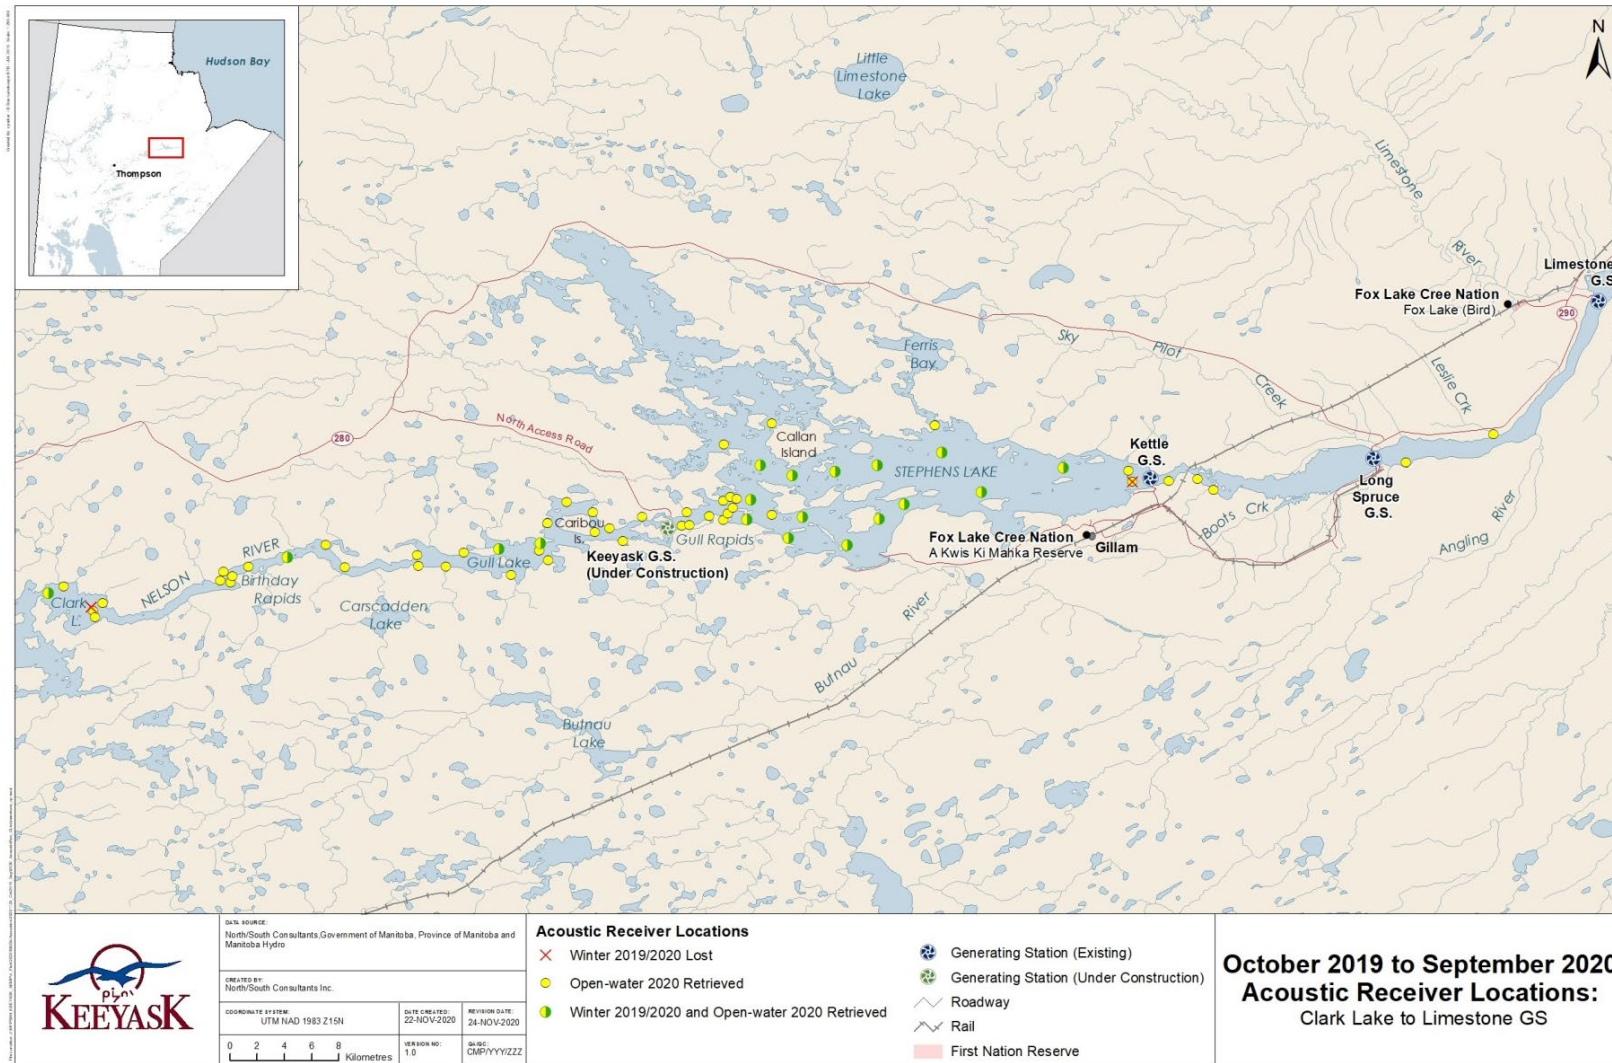 Hudson Bay
Thompson
N
Little
Limestone
Lake
Limestone
River
Limestone
G.S.
Fox Lake Cree Nation
Fox Lake (Bird)
290
Ferris
Bay
Sky
Pilot
Creek
Leslie Crk
North Access Road
280
Callan
Island
STEPHENS LAKE
Kettle
G.S.
Long
Spruce
G.S.
Boots Crk
Angling
River
Caribou
Is.
Gull Rapids
Keeyask G.S.
(Under Construction)
Fox Lake Cree Nation
A Kwis Ki Mahka Reserve
Gillam
Gull Lake
NELSON
RIVER
Birthday
Rapids
Clark
L.
Carscadden
Lake
Butnau
River
Butnau
Lake
KEEYASK
DATA SOURCE:
North/South Consultants,Government of Manitoba, Province of Manitoba and
Manitoba Hydro
CREATED BY:
North/South Consultants Inc.
COORDINATE SYSTEM:
UTM NAD 1983 Z15N
DATE CREATED:
22-NOV-2020
REVISION DATE:
24-NOV-2020
0 2 4 6 8
Kilometres
VERSION NO:
1.0
QA/QC:
CMP/YYY/ZZZ
Acoustic Receiver Locations
Winter 2019/2020 Lost
Open-water 2020 Retrieved
Winter 2019/2020 and Open-water 2020 Retrieved
Generating Station (Existing)
Generating Station (Under Construction)
Roadway
Rail
First Nation Reserve
October 2019 to September 2020
Acoustic Receiver Locations:
Clark Lake to Limestone GS